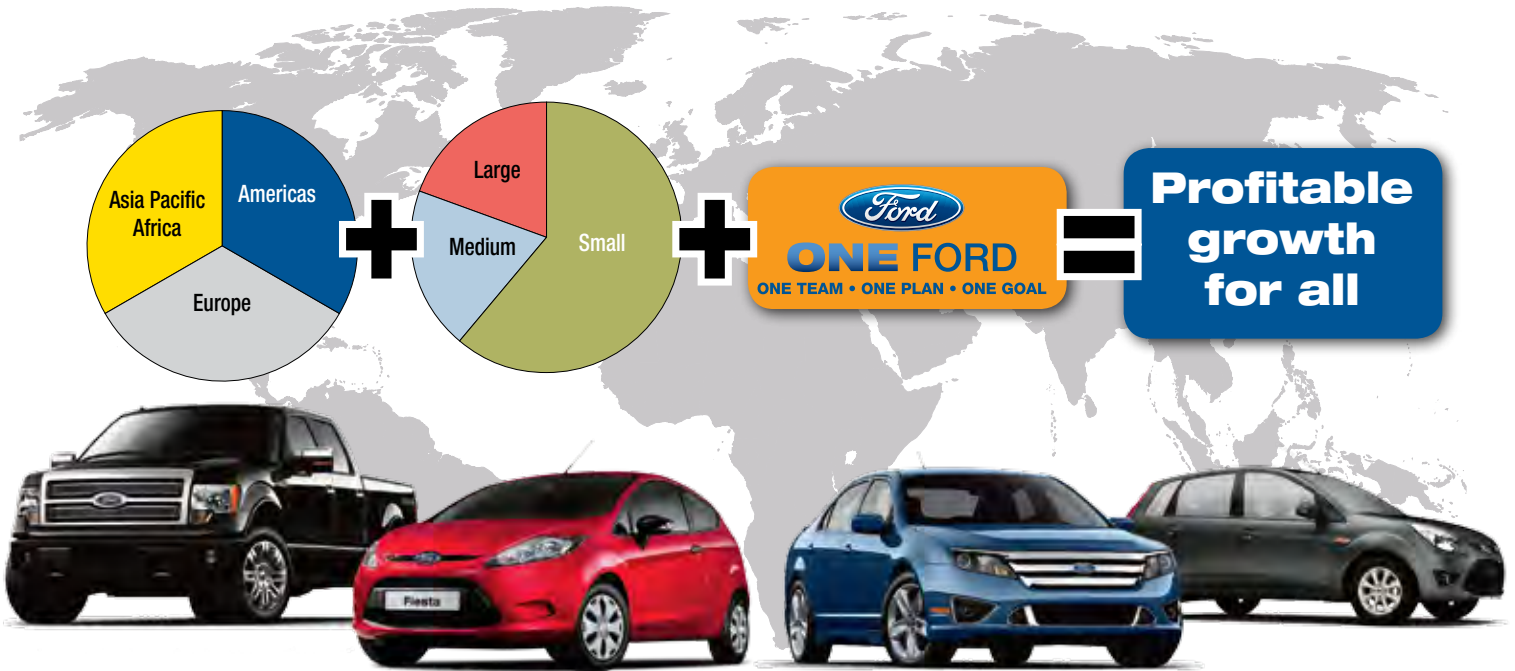 Asia Pacific
Africa
Americas
Europe
Large
Medium
Small
Ford
ONE FORD
ONE TEAM • ONE PLAN • ONE GOAL
Profitable
growth
for all
Fiesta